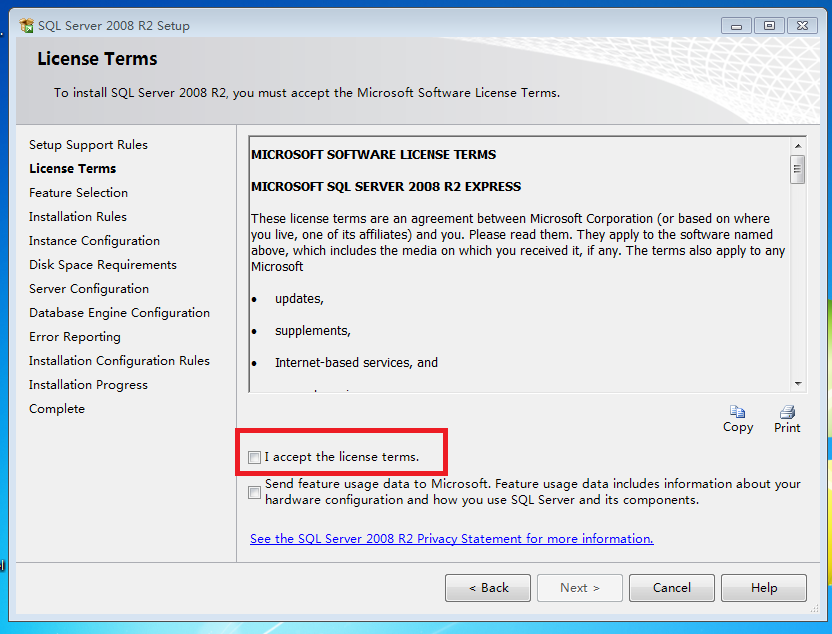 SQL Server 2008 R2 Setup
License Terms
To install SQL Server 2008 R2, you must accept the Microsoft Software License Terms.
Setup Support Rules
License Terms
Feature Selection
Installation Rules
Instance Configuration
Disk Space Requirements
Server Configuration
Database Engine Configuration
Error Reporting
Installation Configuration Rules
Installation Progress
Complete
MICROSOFT SOFTWARE LICENSE TERMS
MICROSOFT SQL SERVER 2008 R2 EXPRESS
These license terms are an agreement between Microsoft Corporation (or based on where
you live, one of its affiliates) and you. Please read them. They apply to the software named
above, which includes the media on which you received it, if any. The terms also apply to any
Microsoft
• updates,
• supplements,
• Internet-based services, and
Copy
Print
I accept the license terms.
Send feature usage data to Microsoft. Feature usage data includes information about your
hardware configuration and how you use SQL Server and its components.
See the SQL Server 2008 R2 Privacy Statement for more information.
< Back
Next >
Cancel
Help